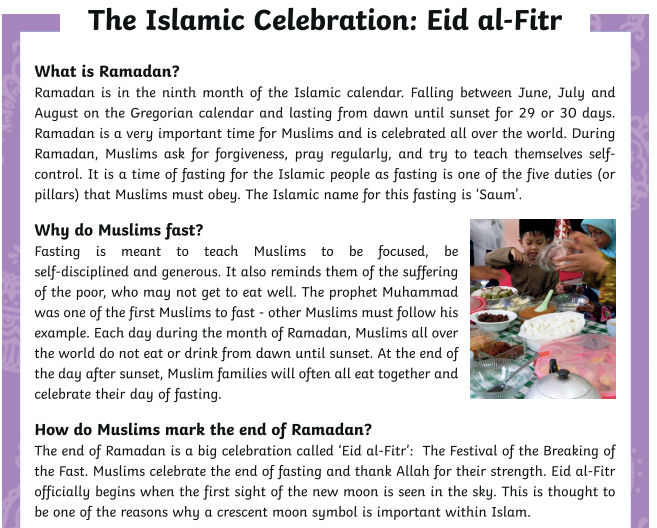 The Islamic Celebration: Eid al-Fitr
What is Ramadan?
Ramadan is in the ninth month of the Islamic calendar. Falling between June, July and
August on the Gregorian calendar and lasting from dawn until sunset for 29 or 30 days.
Ramadan is a very important time for Muslims and is celebrated all over the world. During
Ramadan, Muslims ask for forgiveness, pray regularly, and try to teach themselves self-
control. It is a time of fasting for the Islamic people as fasting is one of the five duties (or
pillars) that Muslims must obey. The Islamic name for this fasting is ‘Saum’.
Why do Muslims fast?
Fasting is meant to teach Muslims to be focused, be
self-disciplined and generous. It also reminds them of the suffering
of the poor, who may not get to eat well. The prophet Muhammad
was one of the first Muslims to fast - other Muslims must follow his
example. Each day during the month of Ramadan, Muslims all over
the world do not eat or drink from dawn until sunset. At the end of
the day after sunset, Muslim families will often all eat together and
celebrate their day of fasting.
How do Muslims mark the end of Ramadan?
The end of Ramadan is a big celebration called ‘Eid al-Fitr’: The Festival of the Breaking of
the Fast. Muslims celebrate the end of fasting and thank Allah for their strength. Eid al-Fitr
officially begins when the first sight of the new moon is seen in the sky. This is thought to
be one of the reasons why a crescent moon symbol is important within Islam.